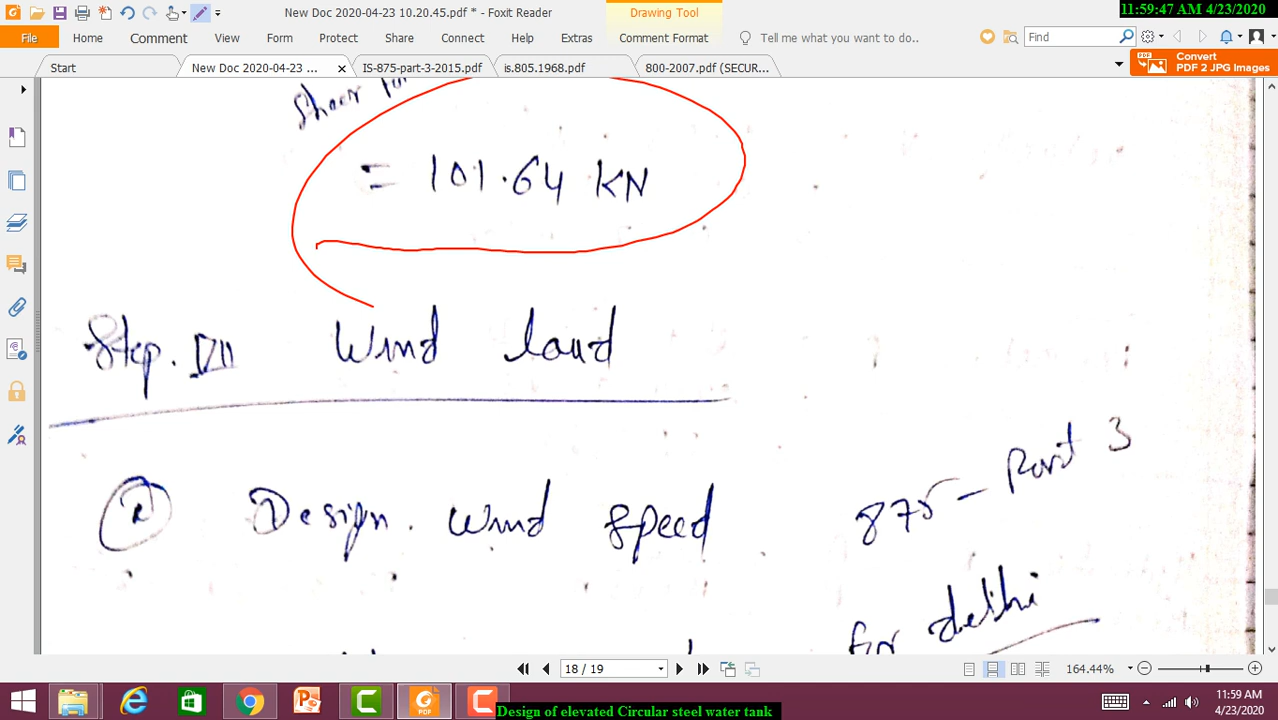 New Doc 2020-04-23 10.20.45.pdf * - Foxit Reader
Drawing Tool
11:59:47 AM 4/23/2020
File Home Comment View Form Protect Share Connect Help Extras Comment Format Tell me what you want to do.. Find
Start New Doc 2020-04-23 ... IS-875-part-3-2015.pdf is.805.1968.pdf 800-2007.pdf (SECUR...
Convert
PDF 2 JPG Images
Shear
= 101.64 KN
Step. Wind load
Design. wind speed 875 - Part 3
for delhi
18 / 19
164.44%
11:59 AM
4/23/2020
PDF
Design of elevated Circular steel water tank